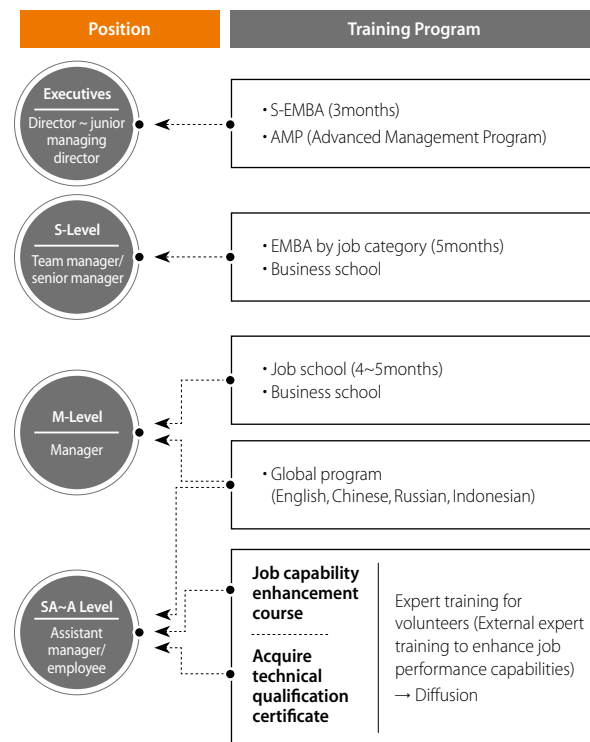 Position
Training Program
Executives
Director ~ junior
managing
director
• S-EMBA (3months)
• AMP (Advanced Management Program)
S-Level
Team manager/
senior manager
• EMBA by job category (5months)
• Business school
M-Level
Manager
• Job school (4~5months)
• Business school
• Global program
(English, Chinese, Russian, Indonesian)
SA~A Level
Assistant
manager/
employee
Job capability
enhancement
course
Acquire
technical
qualification
certificate
Expert training for
volunteers (External expert
training to enhance job
performance capabilities)
→ Diffusion